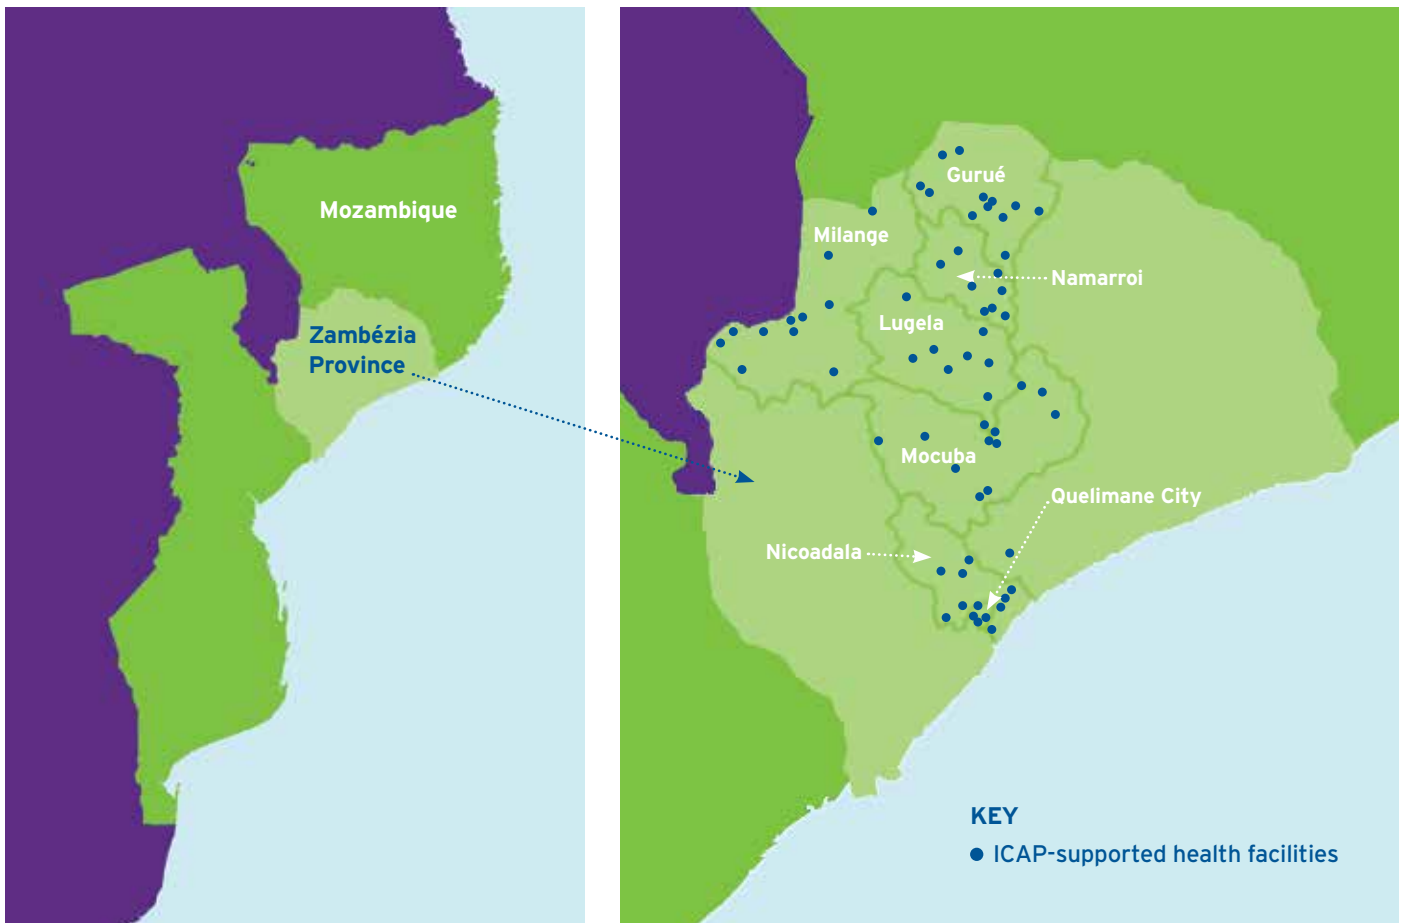 Mozambique
Zambézia
Province
Gurué
Milange
Namarroi
Lugela
Mocuba
Quelimane City
Nicoadala
KEY
ICAP-supported health facilities